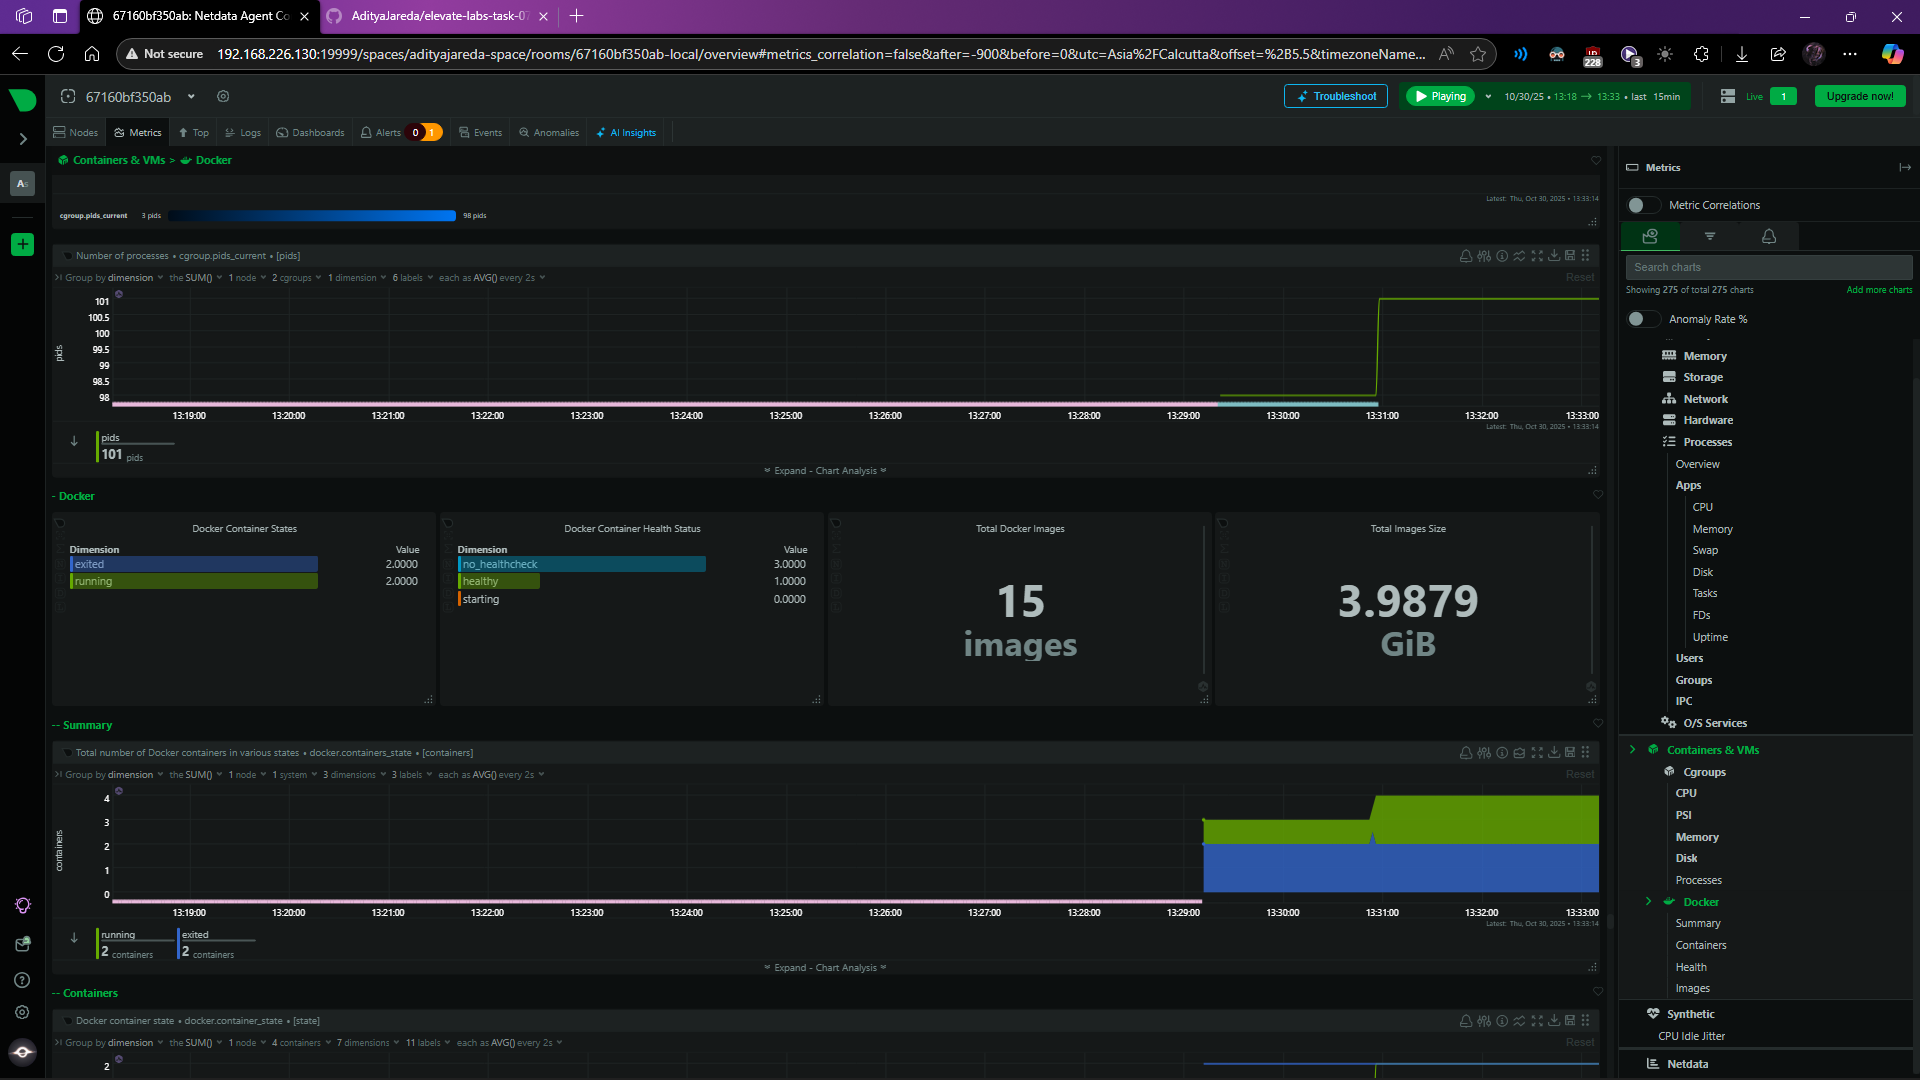 67160bf350ab: Netdata Agent Co
AdityaJareda/elevate-labs-task-07
Not secure
192.168.226.130:19999/spaces/adityajareda-space/rooms/67160bf350ab-local/overview#metrics_correlation=false&after=-900&before=0&utc=Asia%2FCalcutta&offset=%2B5.5&timezoneName...
228
3
67160bf350ab
Troubleshoot
Playing
10/30/25 • 13:18 → 13:33 • last 15min
Live 1
Upgrade now!
Nodes Metrics Top Logs Dashboards Alerts 0 1 Events Anomalies AI Insights
As
Containers & VMs > Docker
Latest: Thu, Oct 30, 2025 • 13:33:14
cgroup.pids_current 3 pids 98 pids
Number of processes • cgroup.pids_current • [pids]
Group by dimension the SUM() 1 node 2 cgroups 1 dimension 6 labels each as AVG() every 2s
Reset
pids
101
100.5
100
99.5
99
98.5
98
13:19:00 13:20:00 13:21:00 13:22:00 13:23:00 13:24:00 13:25:00 13:26:00 13:27:00 13:28:00 13:29:00 13:30:00 13:31:00 13:32:00 13:33:00
Latest: Thu, Oct 30, 2025 • 13:33:14
pids
101 pids
Expand - Chart Analysis
- Docker
Docker Container States
Dimension Value
exited 2.0000
running 2.0000
Docker Container Health Status
Dimension Value
no_healthcheck 3.0000
healthy 1.0000
starting 0.0000
Total Docker Images
15
images
Total Images Size
3.9879
GiB
-- Summary
Total number of Docker containers in various states • docker.containers_state • [containers]
Group by dimension the SUM() 1 node 1 system 3 dimensions 3 labels each as AVG() every 2s
Reset
containers
4
3
2
1
0
13:19:00 13:20:00 13:21:00 13:22:00 13:23:00 13:24:00 13:25:00 13:26:00 13:27:00 13:28:00 13:29:00 13:30:00 13:31:00 13:32:00 13:33:00
Latest: Thu, Oct 30, 2025 • 13:33:14
running
2 containers
exited
2 containers
Expand - Chart Analysis
-- Containers
Docker container state • docker.container_state • [state]
Group by dimension the SUM() 1 node 4 containers 7 dimensions 11 labels each as AVG() every 2s
Reset
2
Metrics
Metric Correlations
Search charts
Showing 275 of total 275 charts
Add more charts
Anomaly Rate %
Memory
Storage
Network
Hardware
Processes
Overview
Apps
CPU
Memory
Swap
Disk
Tasks
FDs
Uptime
Users
Groups
IPC
O/S Services
Containers & VMs
Cgroups
CPU
PSI
Memory
Disk
Processes
Docker
Summary
Containers
Health
Images
Synthetic
CPU Idle Jitter
Netdata